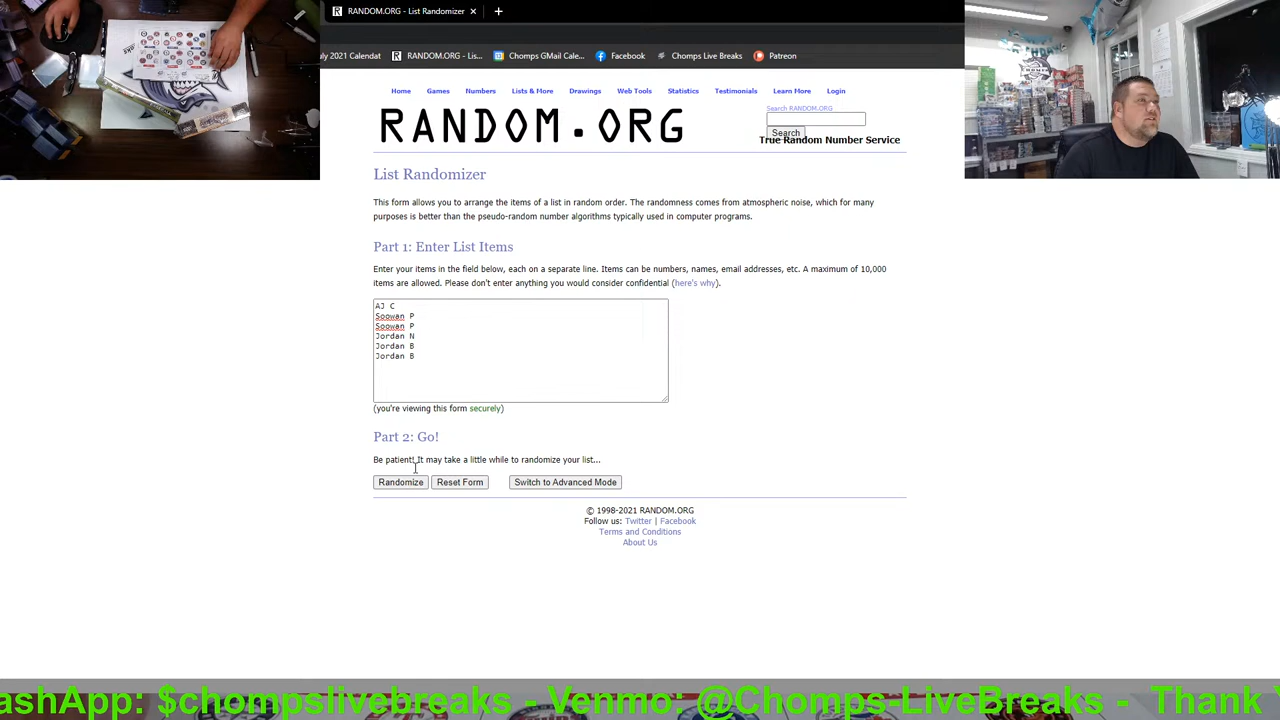 RANDOM.ORG - List Randomizer
uly 2021 Calendat
RANDOM.ORG - Lis...
Chomps GMail Cale...
Facebook
Chomps Live Breaks
Patreon
Home
Games
Numbers
Lists & More
Drawings
Web Tools
Statistics
Testimonials
Learn More
Login
RANDOM.ORG
Search RANDOM.ORG
Search
True Random Number Service
List Randomizer
This form allows you to arrange the items of a list in random order. The randomness comes from atmospheric noise, which for many
purposes is better than the pseudo-random number algorithms typically used in computer programs.
Part 1: Enter List Items
Enter your items in the field below, each on a separate line. Items can be numbers, names, email addresses, etc. A maximum of 10,000
items are allowed. Please don't enter anything you would consider confidential (here's why).
AJ C
Soowan P
Soowan P
Jordan N
Jordan B
Jordan B
(you're viewing this form securely)
Part 2: Go!
Be patient! It may take a little while to randomize your list...
Randomize
Reset Form
Switch to Advanced Mode
© 1998-2021 RANDOM.ORG
Follow us: Twitter | Facebook
Terms and Conditions
About Us
ashApp: $chompslivebreaks - Venmo: @Chomps-LiveBreaks - Thank